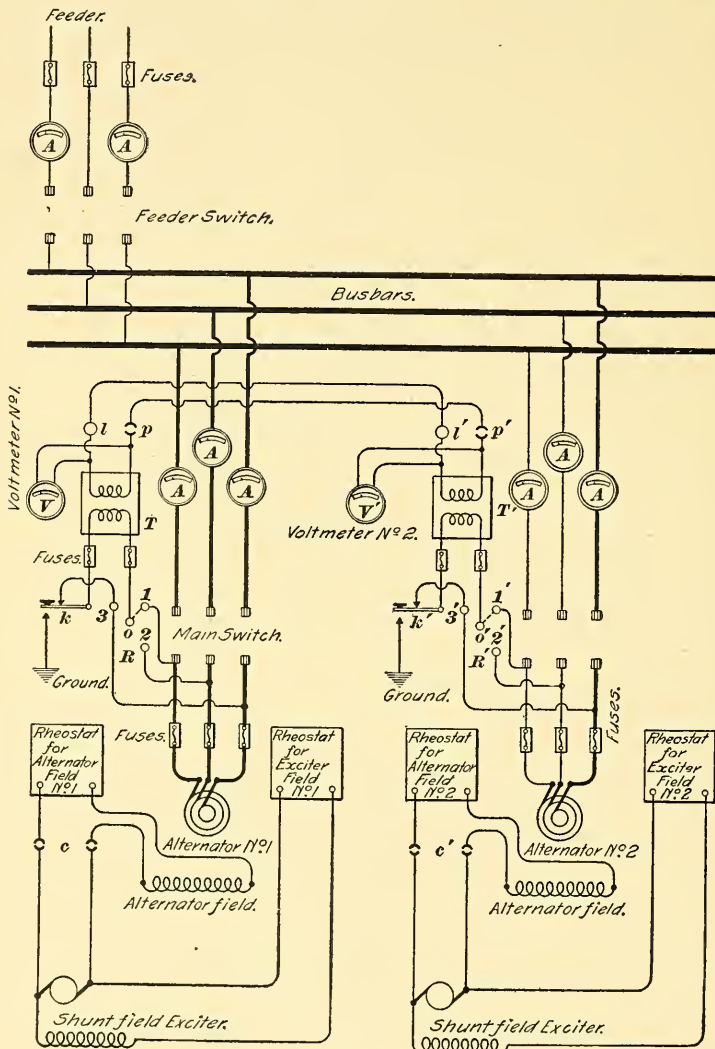 Feeder.
Fuses.
A
A
Feeder Switch.
Busbars.
Voltmeter Nº1.
l
p
l'
p'
A
A
A
A
A
A
V
T
V'
T'
Voltmeter Nº2.
Fuses.
k
3
1
o
2
R
Main Switch.
k'
3'
1'
o'
2'
R'
Ground.
Ground.
Fuses.
Fuses.
Rheostat
for
Alternator
Field
Nº1
Rheostat
for
Exciter
Field
Nº1
Rheostat
for
Alternator
Field
Nº2
Rheostat
for
Exciter
Field
Nº2
c
Alternator Nº1
c'
Alternator Nº2
Alternator field.
Alternator field.
Shunt field Exciter.
Shunt field Exciter.